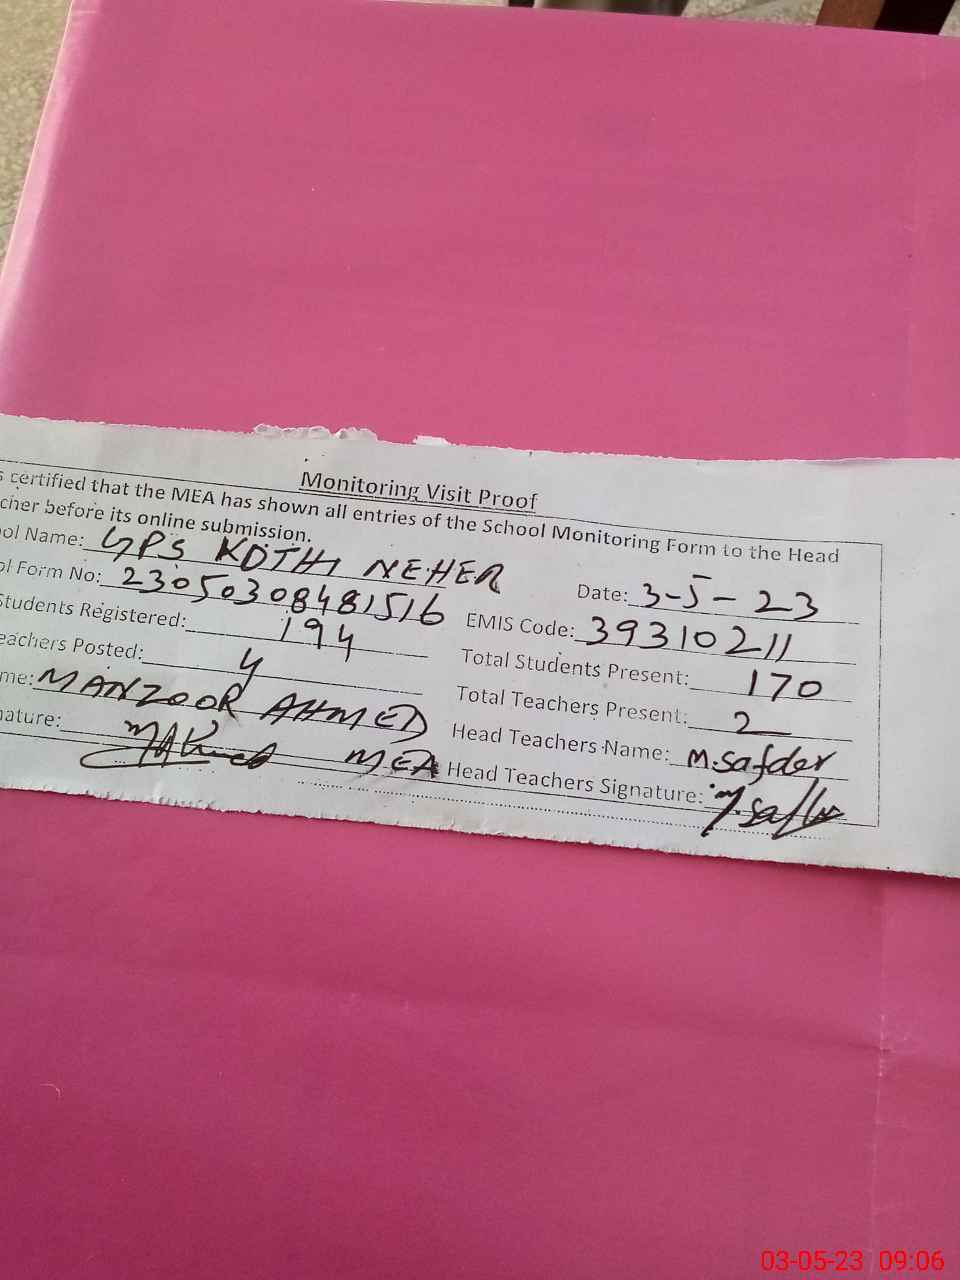 Monitoring Visit Proof
s certified that the MEA has shown all entries of the School Monitoring Form to the Head
cher before its online submission.
ool Name: GPS KOTHI NEHER Date: 3-5-23
ol Form No: 23050308481516 EMIS Code: 39310211
Students Registered: 194 Total Students Present: 170
eachers Posted: 4 Total Teachers Present: 2
me: MANZOOR AHMED Head Teachers Name: M.Safder
nature: MEA Head Teachers Signature: M.Safder
03-05-23 09:06